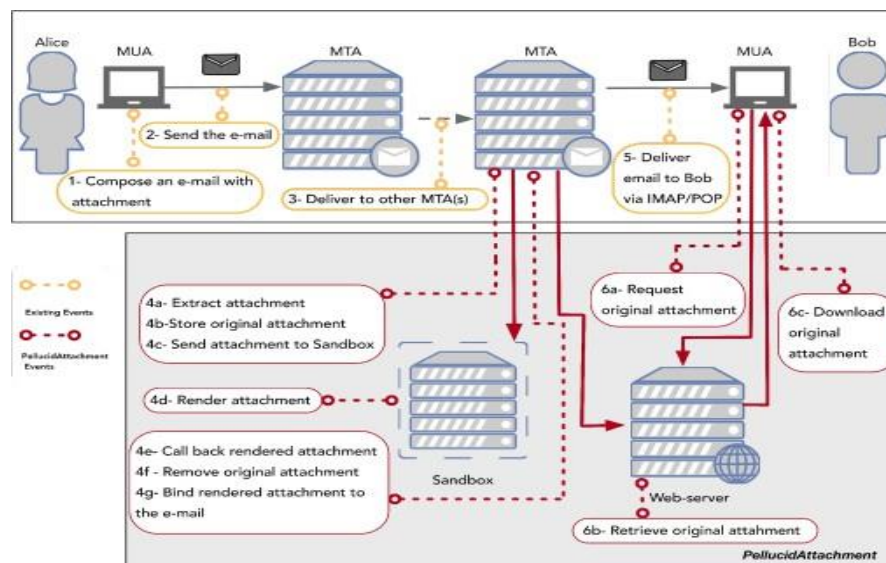 Alice
MUA
MTA
MTA
MUA
Bob
2- Send the e-mail
1- Compose an e-mail with
attachment
3- Deliver to other MTA(s)
5- Deliver
email to Bob
via IMAP/POP
Existing Events
PellucidAttachment
Events
4a- Extract attachment
4b-Store original attachment
4c- Send attachment to Sandbox
4d- Render attachment
4e- Call back rendered attachment
4f - Remove original attachment
4g- Bind rendered attachment to
the e-mail
Sandbox
6a- Request
original attachment
6c- Download
original
attachment
Web-server
6b- Retrieve original attahment
PellucidAttachment